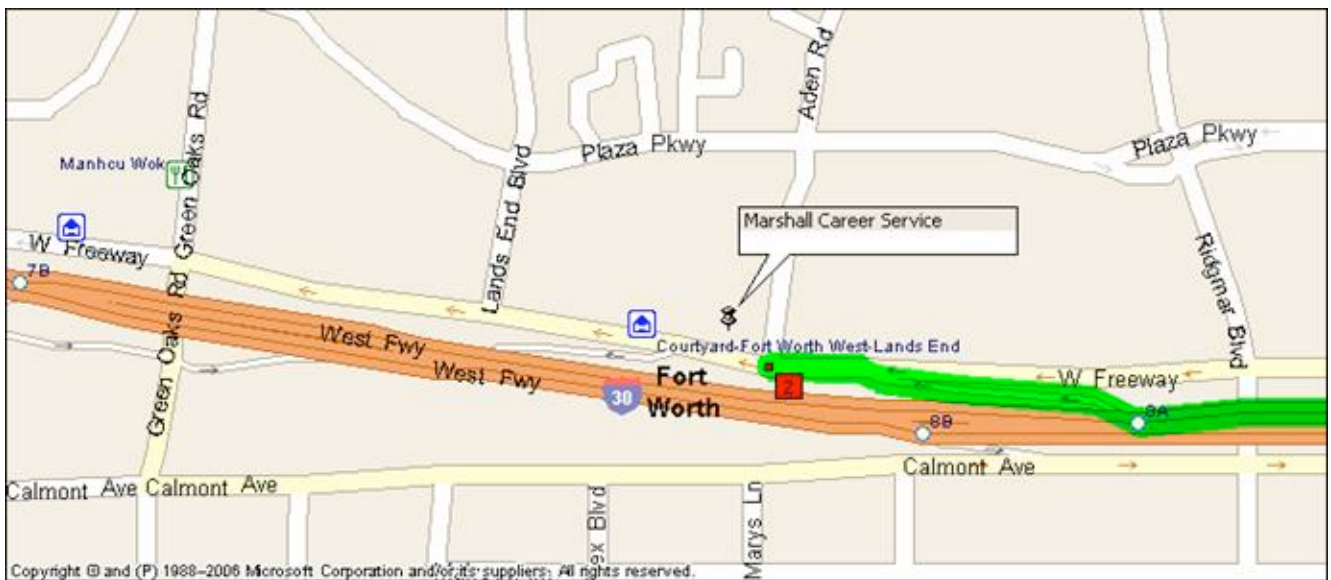 Manhcu Wok
Green Oaks Rd
Lands End Blvd
Plaza Pkwy
Aden Rd
Plaza Pkwy
Marshall Career Service
Ridgmar Blvd
W Freeway
7B
Green Oaks Rd
West Fwy
West Fwy
30
Fort
Worth
Courtyard-Fort Worth West-Lands End
2
W Freeway
8A
8B
Calmont Ave
Calmont Ave
Calmont Ave
ex Blvd
Marys Ln
Copyright © and (P) 1988–2006 Microsoft Corporation and/or its suppliers. All rights reserved.